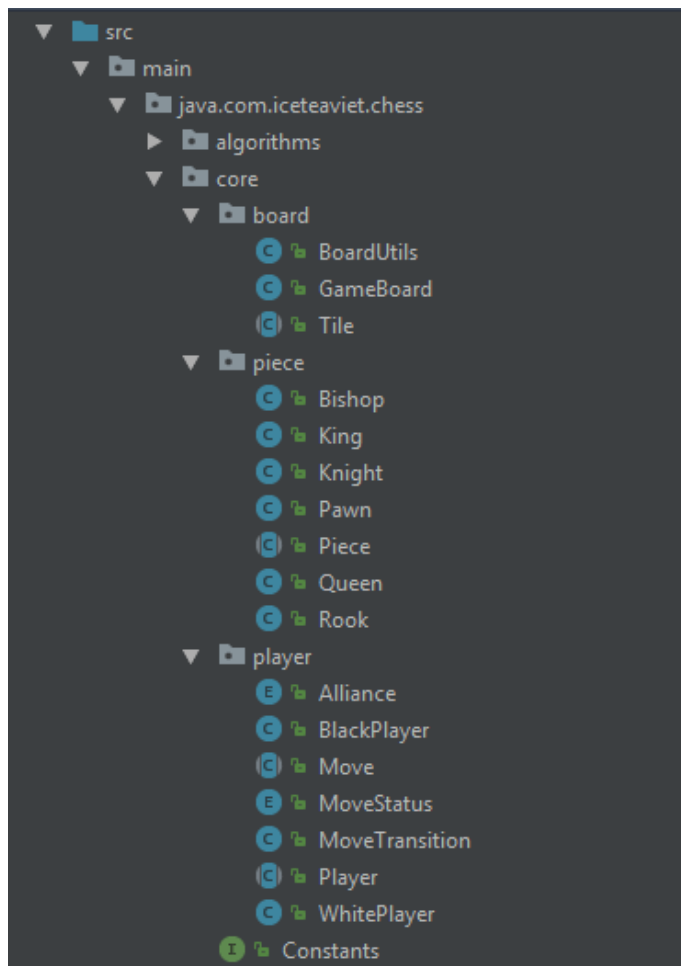 src
main
java.com.iceteaviet.chess
algorithms
core
board
C BoardUtils
C GameBoard
C Tile
piece
C Bishop
C King
C Knight
C Pawn
C Piece
C Queen
C Rook
player
E Alliance
C BlackPlayer
C Move
E MoveStatus
C MoveTransition
C Player
C WhitePlayer
I Constants